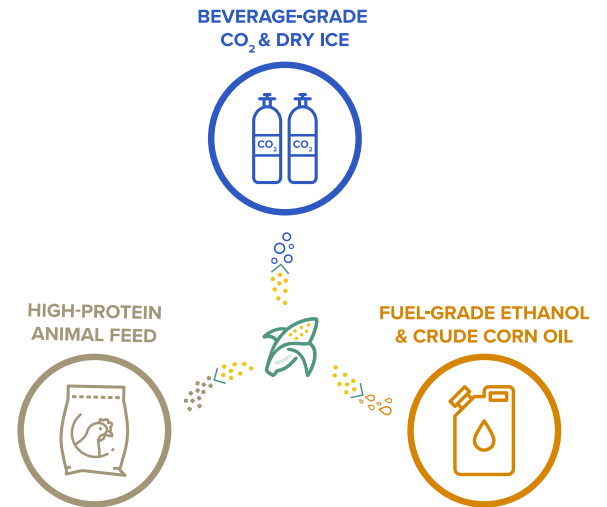 BEVERAGE-GRADE
CO₂ & DRY ICE
CO₂ CO₂
HIGH-PROTEIN
ANIMAL FEED
FUEL-GRADE ETHANOL
& CRUDE CORN OIL